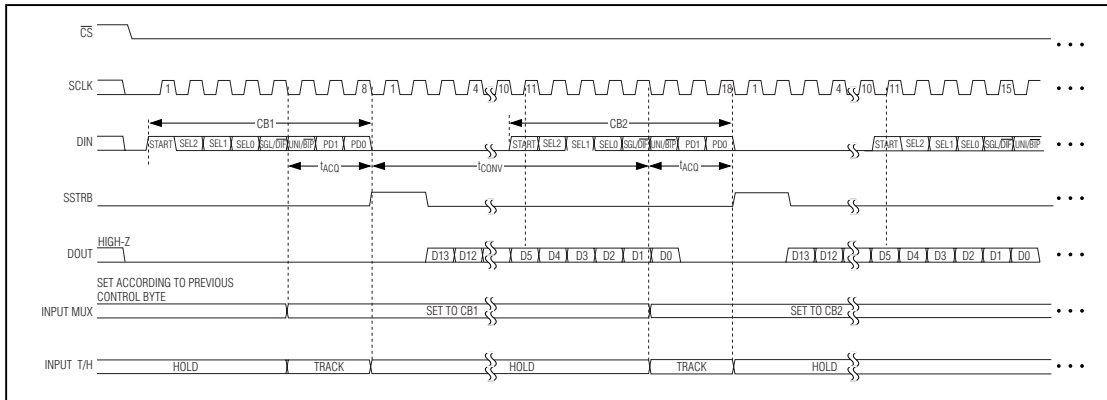 CS
• • •
SCLK 1 8 1 4 10 11 18 1 4 10 11 15 • • •
CB1 CB2
DIN START SEL2 SEL1 SEL0 SGL/DIF UNI/BIP PD1 PD0 START SEL2 SEL1 SEL0 SGL/DIF UNI/BIP PD1 PD0 START SEL2 SEL1 SEL0 SGL/DIF UNI/BIP • • •
tACQ tCONV tACQ
SSTRB • • •
HIGH-Z
DOUT D13 D12 D5 D4 D3 D2 D1 D0 D13 D12 D5 D4 D3 D2 D1 D0 • • •
SET ACCORDING TO PREVIOUS
CONTROL BYTE
INPUT MUX SET TO CB1 SET TO CB2 • • •
INPUT T/H HOLD TRACK HOLD TRACK HOLD • • •